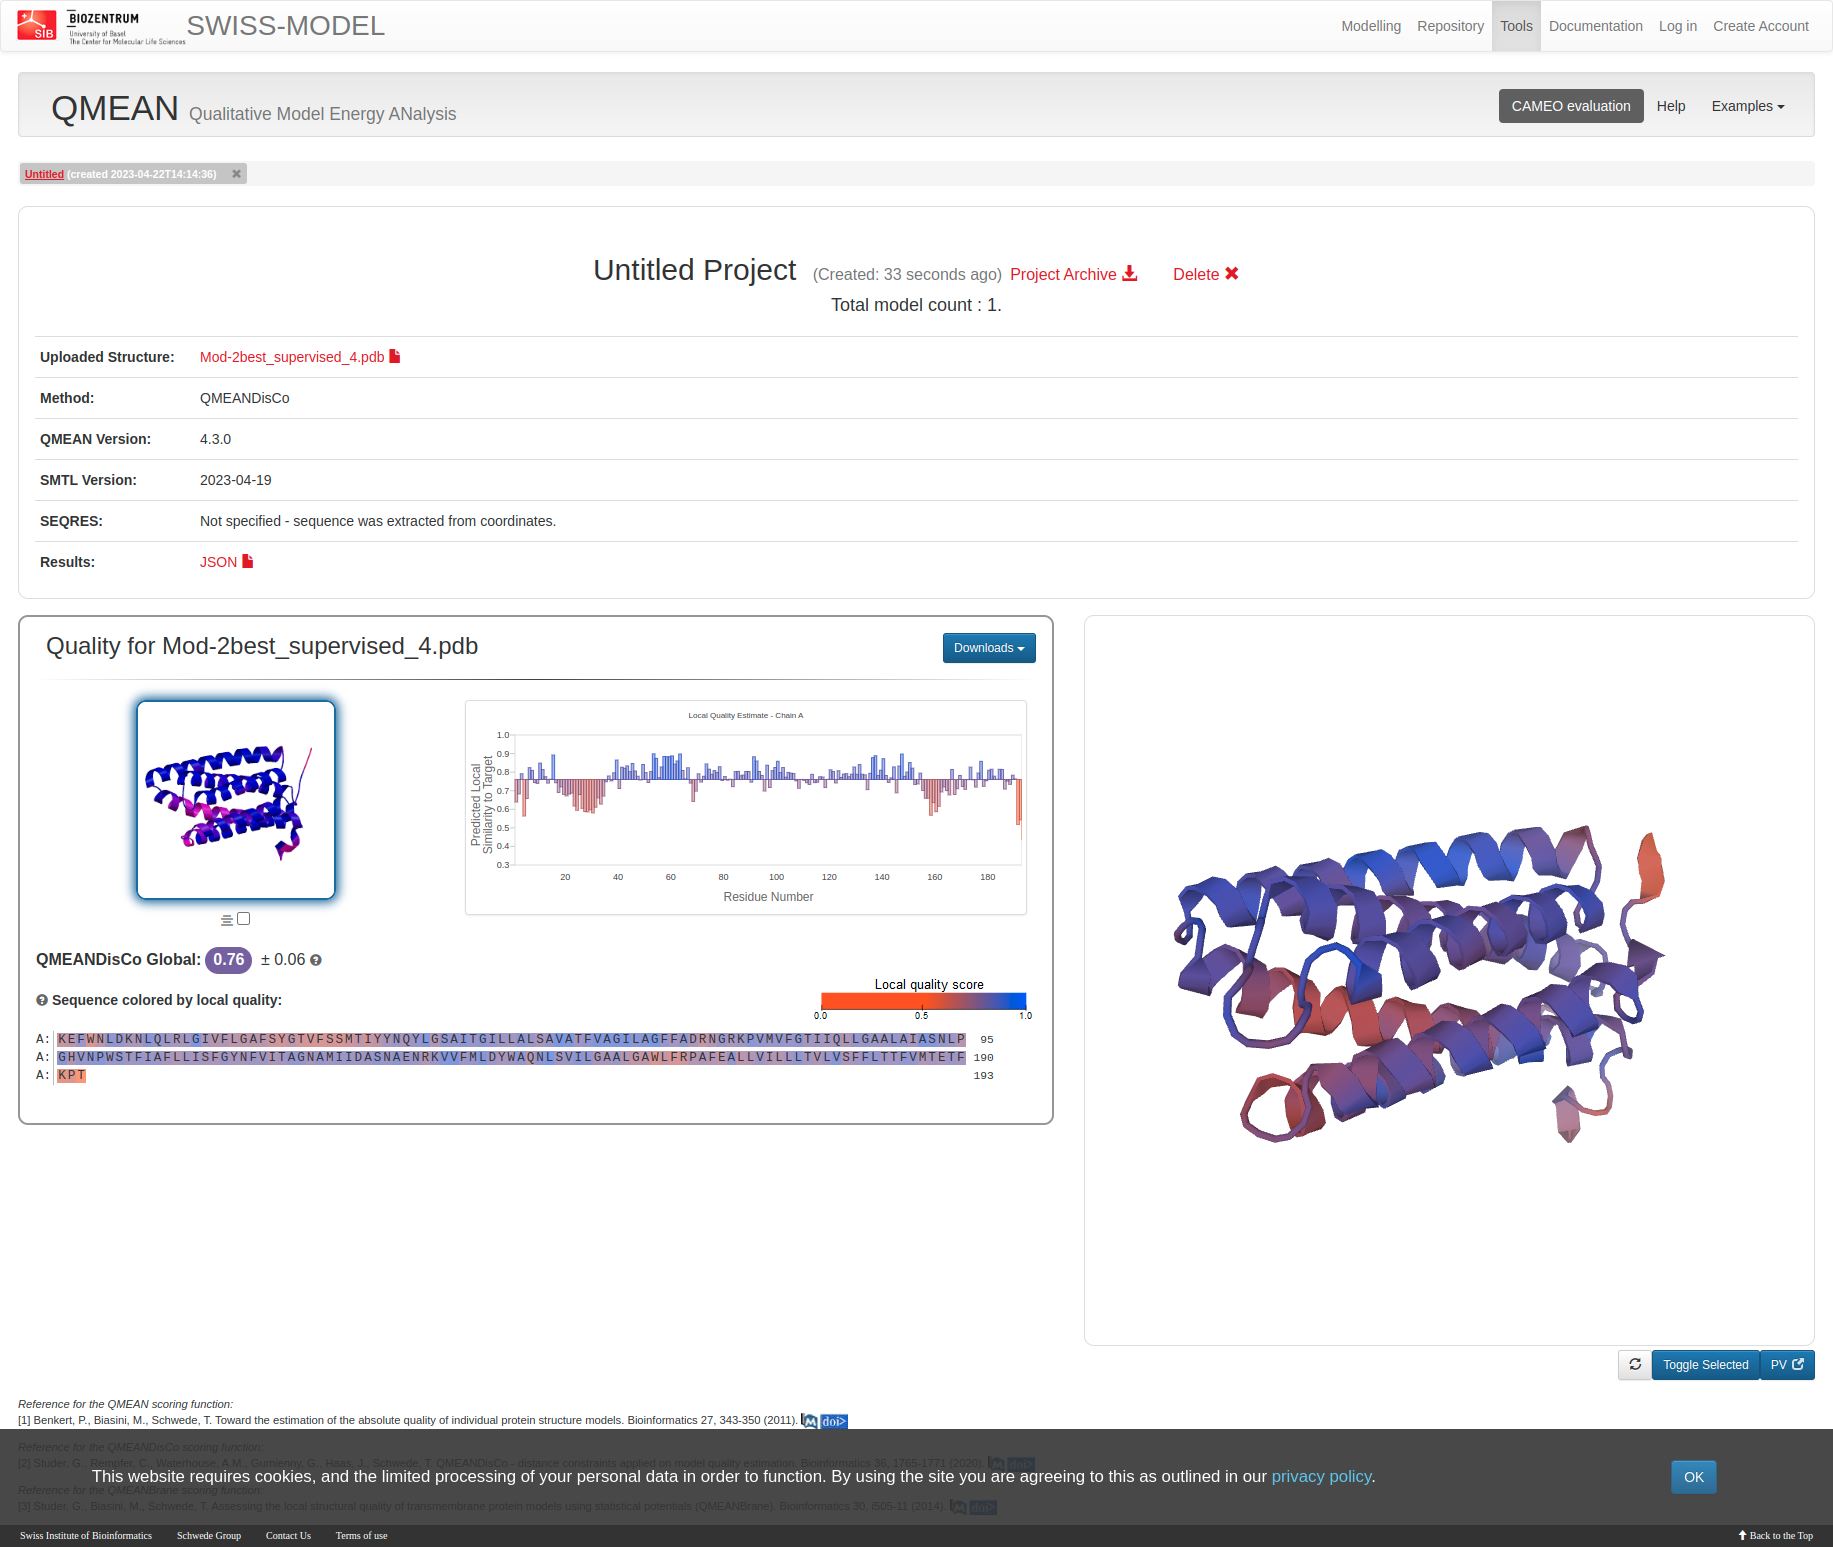 SIB
BIOZENTRUM
University of Basel
The Center for Molecular Life Sciences
SWISS-MODEL
Modelling Repository Tools Documentation Log in Create Account
QMEAN Qualitative Model Energy ANalysis
CAMEO evaluation Help Examples
Untitled (created 2023-04-22T14:14:36)
Untitled Project (Created: 33 seconds ago) Project Archive Delete
Total model count : 1.
Uploaded Structure: Mod-2best_supervised_4.pdb
Method: QMEANDisCo
QMEAN Version: 4.3.0
SMTL Version: 2023-04-19
SEQRES: Not specified - sequence was extracted from coordinates.
Results: JSON
Quality for Mod-2best_supervised_4.pdb
Downloads
Local Quality Estimate - Chain A
Predicted Local
Similarity to Target
1.0
0.9
0.8
0.7
0.6
0.5
0.4
0.3
20 40 60 80 100 120 140 160 180
Residue Number
QMEANDisCo Global: 0.76 ± 0.06
Sequence colored by local quality:
Local quality score
0.0 0.5 1.0
A: KEFWNLDKNLQLRLGIVFLGAFSYGTVFSSMTIYYNQYLGSAITGILLALSAVATFVAGILAGFFADRNGRKPVMVFGTIIQLLGAALAIASNLP 95
A: GHVNPWSTFIAFLLISFGYNFVITAGNAMIIDASNAENRKVVFMLDYWAQNLSVILGAALGAWLFRPAFEALLVILLLTVLVSFFLTTFVMTETF 190
A: KPT 193
Toggle Selected PV
Reference for the QMEAN scoring function:
[1] Benkert, P., Biasini, M., Schwede, T. Toward the estimation of the absolute quality of individual protein structure models. Bioinformatics 27, 343-350 (2011). M doi>
Reference for the QMEANDisCo scoring function:
[2] Studer, G., Rempfer, C., Waterhouse, A.M., Gumienny, G., Haas, J., Schwede, T. QMEANDisCo - distance constraints applied on model quality estimation. Bioinformatics 36, 1765-1771 (2020). M doi>
This website requires cookies, and the limited processing of your personal data in order to function. By using the site you are agreeing to this as outlined in our privacy policy.
OK
Reference for the QMEANBrane scoring function:
[3] Studer, G., Biasini, M., Schwede, T. Assessing the local structural quality of transmembrane protein models using statistical potentials (QMEANBrane). Bioinformatics 30, i505-11 (2014). M doi>
Swiss Institute of Bioinformatics Schwede Group Contact Us Terms of use
Back to the Top